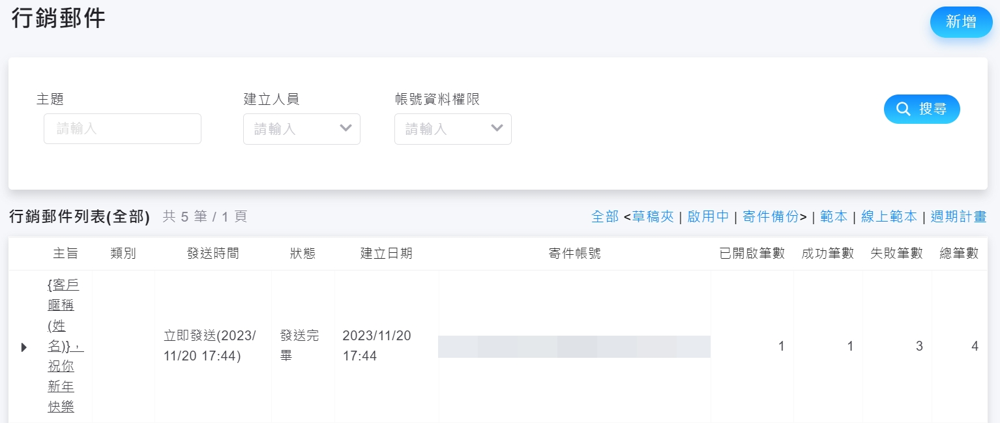 行銷郵件
新增
主題
建立人員
帳號資料權限
請輸入
請輸入
請輸入
搜尋
行銷郵件列表(全部) 共 5 筆 / 1 頁
全部 <草稿夾 | 啟用中 | 寄件備份> | 範本 | 線上範本 | 週期計畫
主旨 類別 發送時間 狀態 建立日期 寄件帳號 已開啟筆數 成功筆數 失敗筆數 總筆數
{客戶
暱稱
(姓
名)}，
祝你
新年
快樂
立即發送(2023/
11/20 17:44)
發送完
畢
2023/11/20
17:44
1
1
3
4